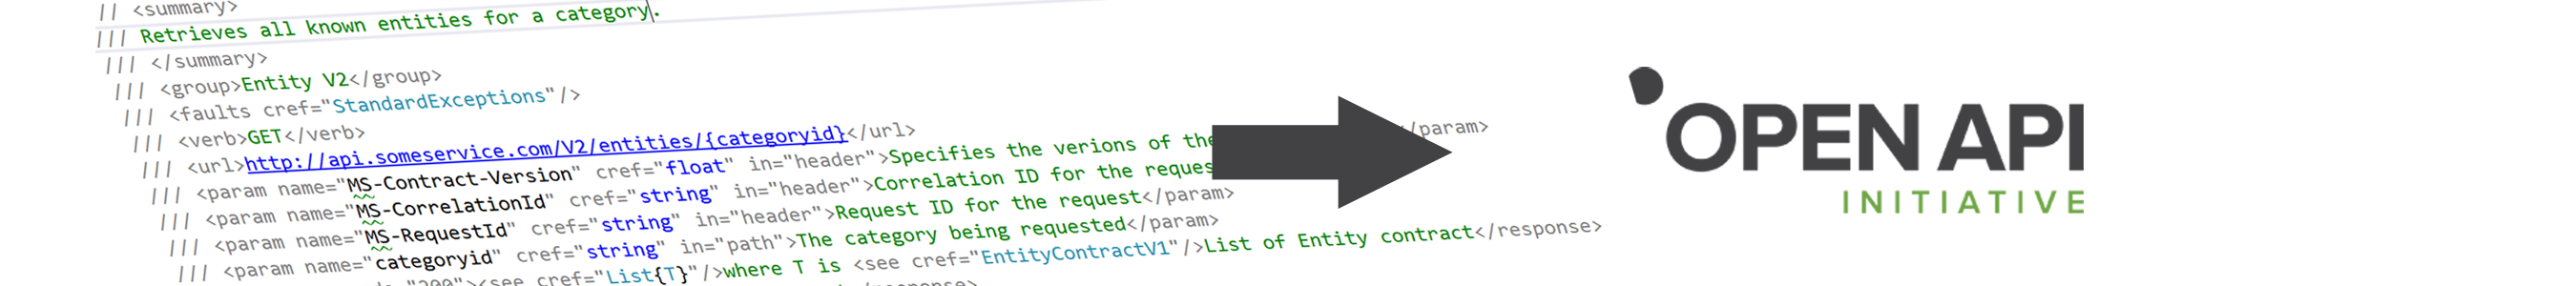 // <summary>
/// Retrieves all known entities for a category.
/// </summary>
/// <group>Entity V2</group>
/// <faults cref="StandardExceptions"/>
/// <verb>GET</verb>
/// <url>http://api.someservice.com/V2/entities/{categoryid}</url>
/// <param name="MS-Contract-Version" cref="float" in="header">Specifies the verions of the </param>
/// <param name="MS-CorrelationId" cref="string" in="header">Correlation ID for the reques
/// <param name="MS-RequestId" cref="string" in="header">Request ID for the request</param>
/// <param name="categoryid" cref="string" in="path">The category being requested</param>
"200"><see cref="List{T}"/>where T is <see cref="EntityContractV1"/>List of Entity contract</response>
/response>
OPEN API
INITIATIVE